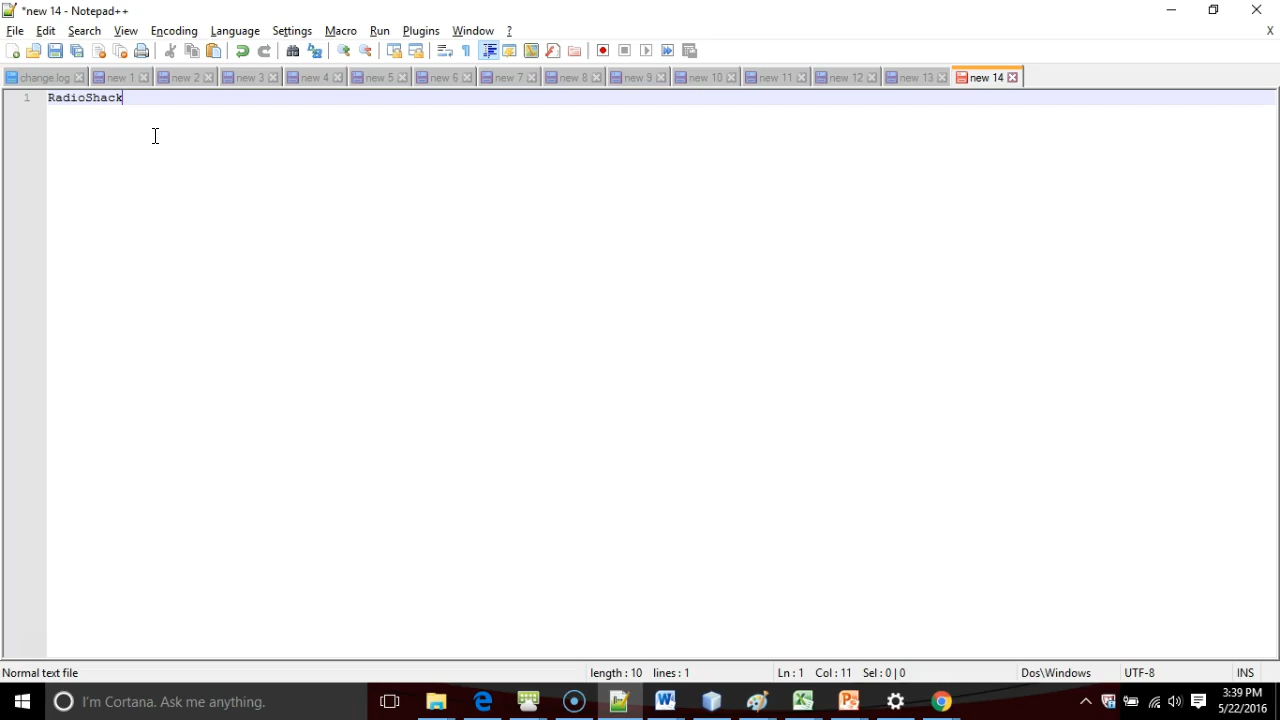 *new 14 - Notepad++
File Edit Search View Encoding Language Settings Macro Run Plugins Window ? X
change.log new 1 new 2 new 3 new 4 new 5 new 6 new 7 new 8 new 9 new 10 new 11 new 12 new 13 new 14
1 RadioShack
Normal text file length : 10 lines : 1 Ln : 1 Col : 11 Sel : 0 | 0 Dos\Windows UTF-8 INS
I'm Cortana. Ask me anything. 3:39 PM
5/22/2016